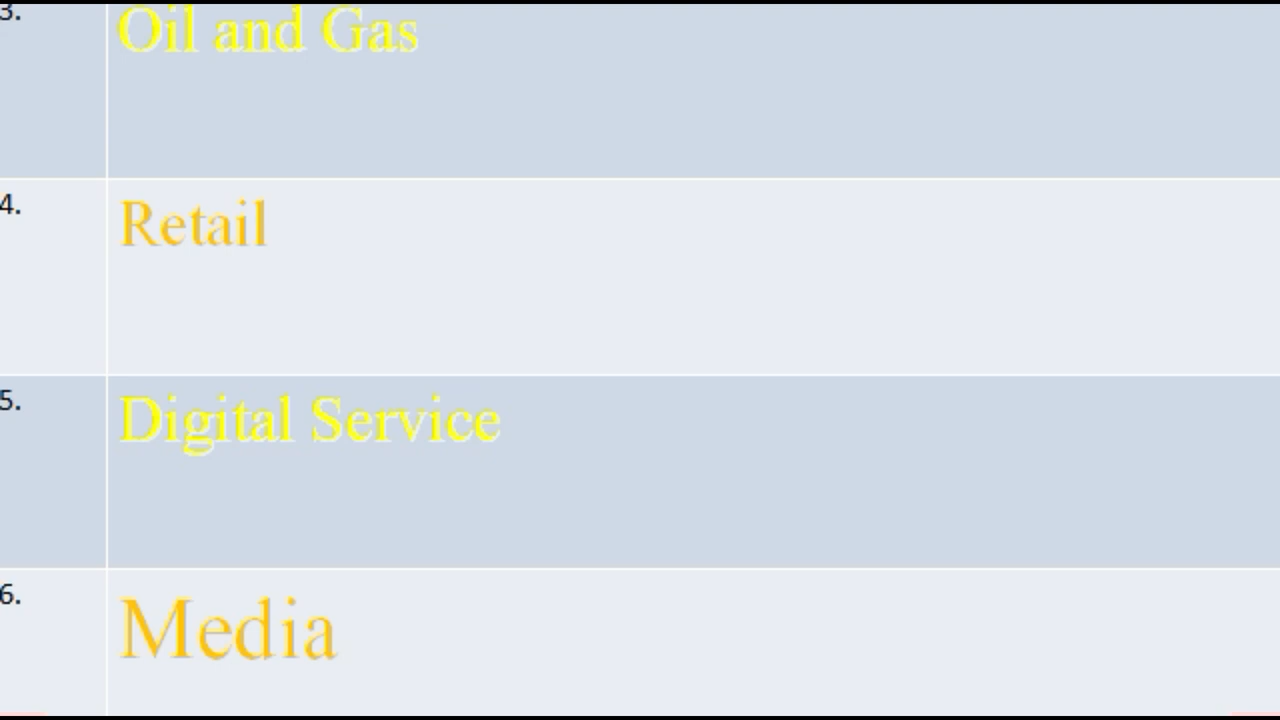 3. Oil and Gas
4. Retail
5. Digital Service
6. Media